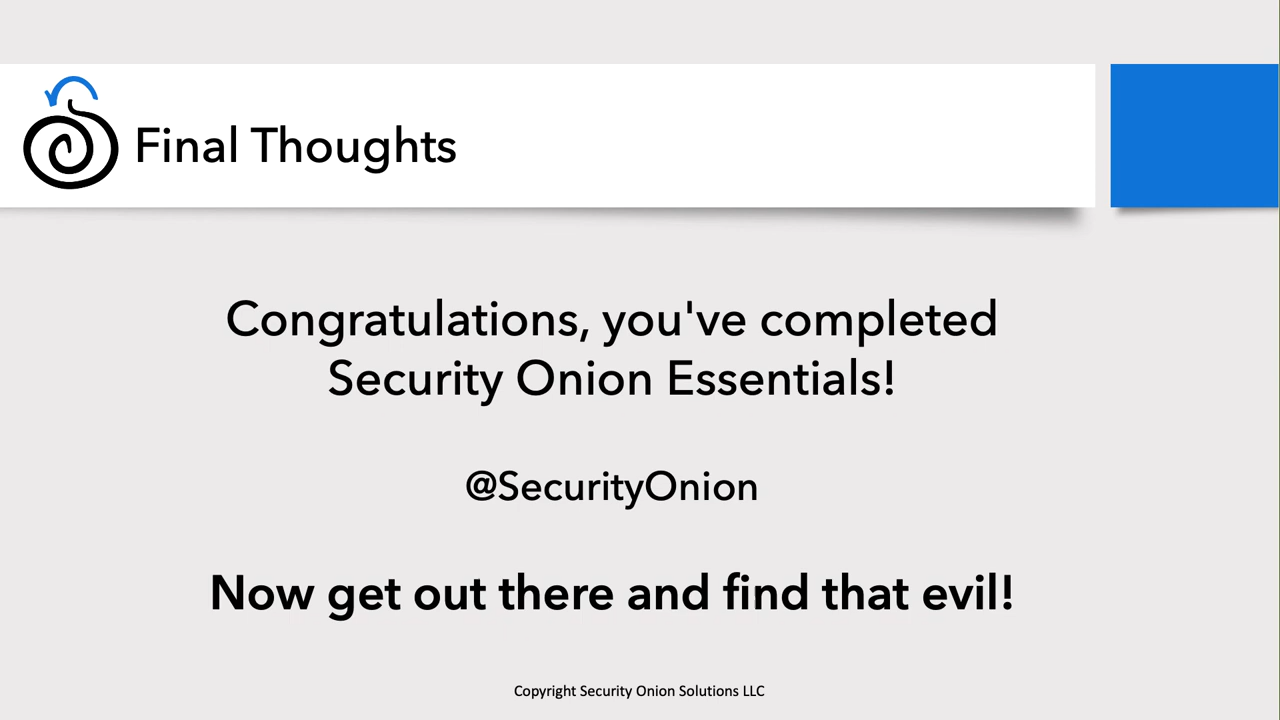 Final Thoughts
Congratulations, you've completed
Security Onion Essentials!
@SecurityOnion
Now get out there and find that evil!
Copyright Security Onion Solutions LLC